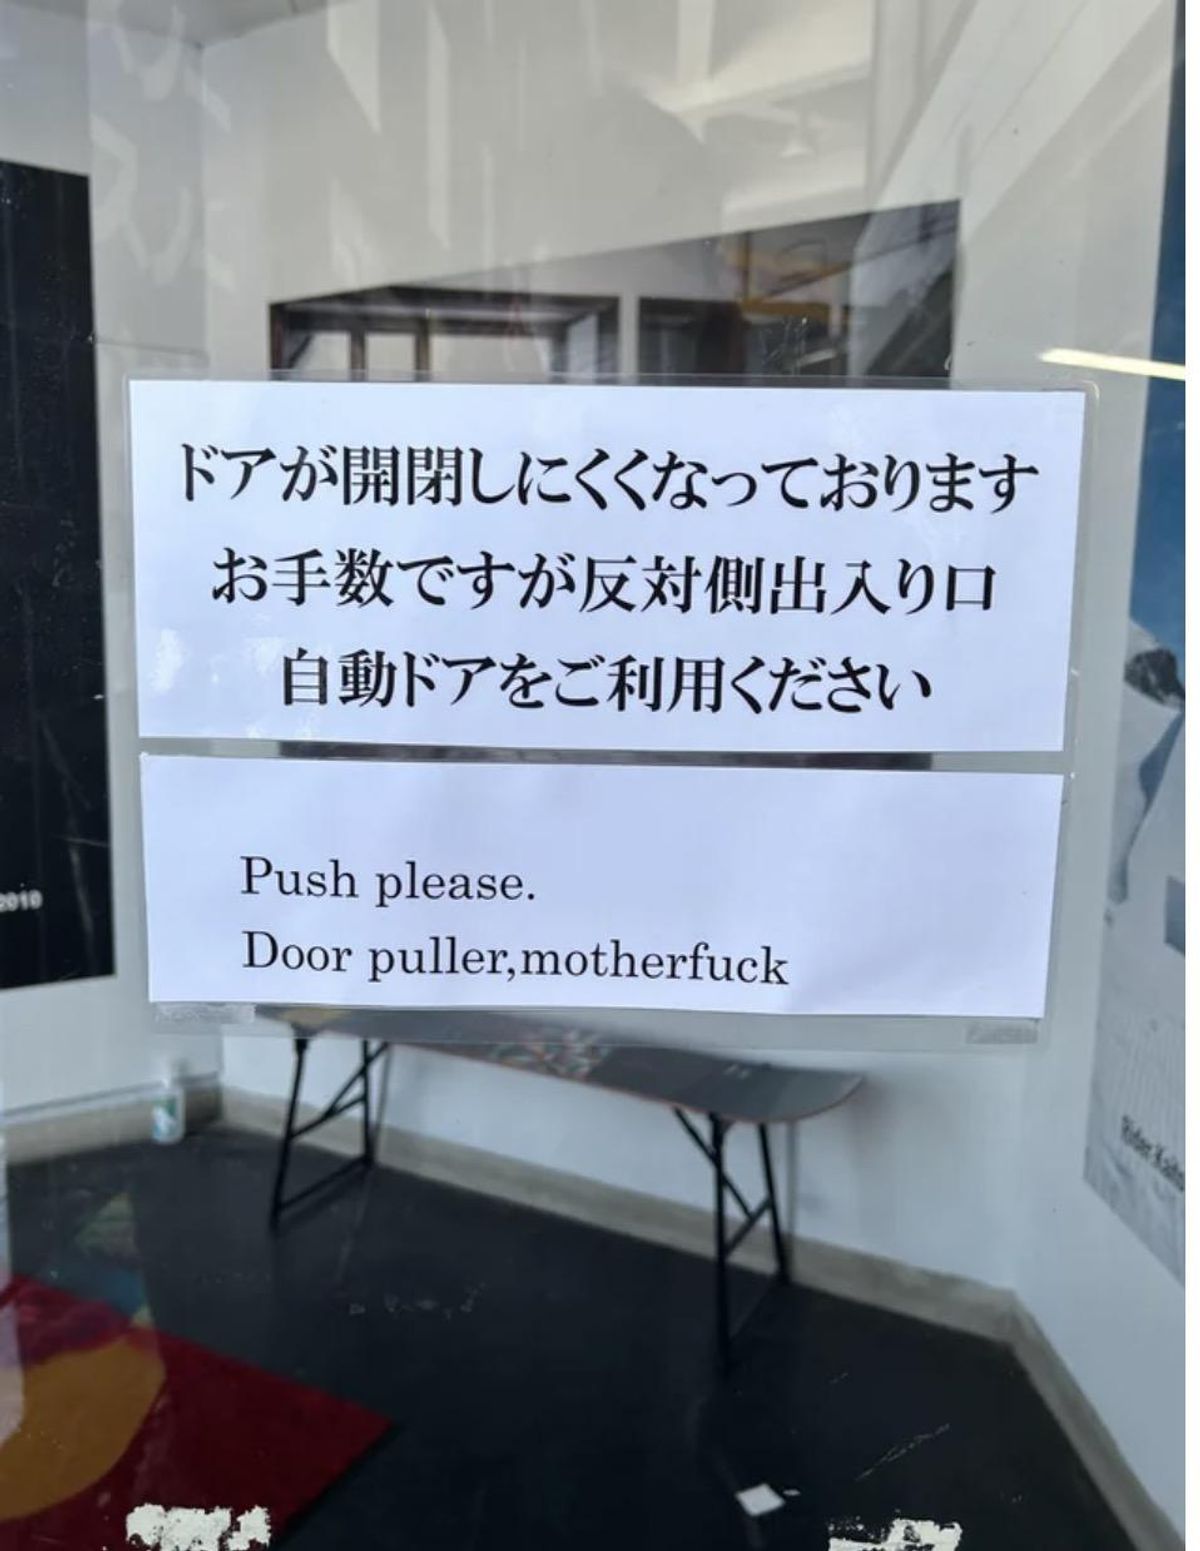 ドアが開閉しにくくなっております
お手数ですが反対側出入り口
自動ドアをご利用ください
Push please.
Door puller,motherfuck
2010
Rider: